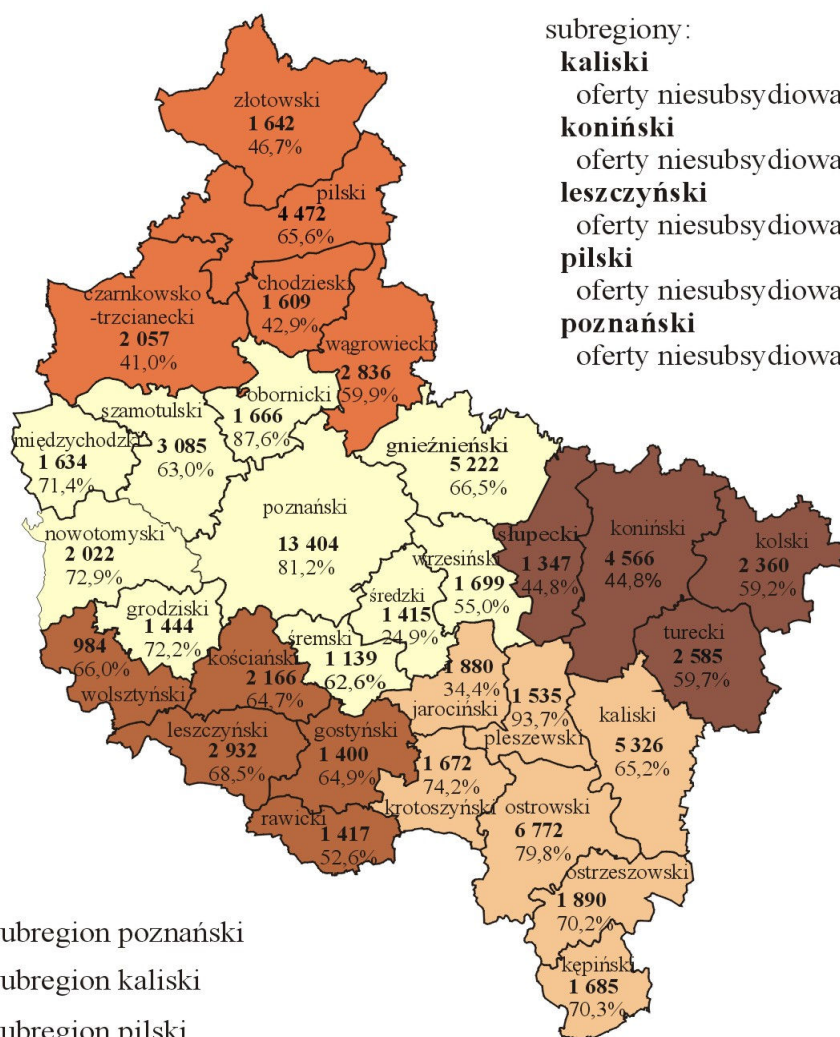 subregiony:
kaliski
oferty niesubsydiowa
koniński
oferty niesubsydiowa
leszczyński
oferty niesubsydiowa
pilski
oferty niesubsydiowa
poznański
oferty niesubsydiowa
złotowski
1 642
46,7%
pilski
4 472
65,6%
chodzieski
1 609
42,9%
czarnkowsko
-trzcianecki
2 057
41,0%
wągrowiecki
2 836
59,9%
obornicki
1 666
87,6%
szamotulski
3 085
63,0%
międzychodzki
1 634
71,4%
gnieźnieński
5 222
66,5%
poznański
13 404
81,2%
nowotomyski
2 022
72,9%
wrzesiński
1 699
55,0%
słupecki
1 347
44,8%
koniński
4 566
44,8%
kolski
2 360
59,2%
turecki
2 585
59,7%
grodziski
1 444
72,2%
średzki
1 415
24,9%
śremski
1 139
62,6%
984
66,0%
wolsztyński
kościański
2 166
64,7%
leszczyński
2 932
68,5%
gostyński
1 400
64,9%
rawicki
1 417
52,6%
1 880
34,4%
jarociński
1 535
93,7%
pleszewski
kaliski
5 326
65,2%
1 672
74,2%
krotoszyński
ostrowski
6 772
79,8%
ostrzeszowski
1 890
70,2%
kępiński
1 685
70,3%
ubregion poznański
ubregion kaliski
ubregion pilski